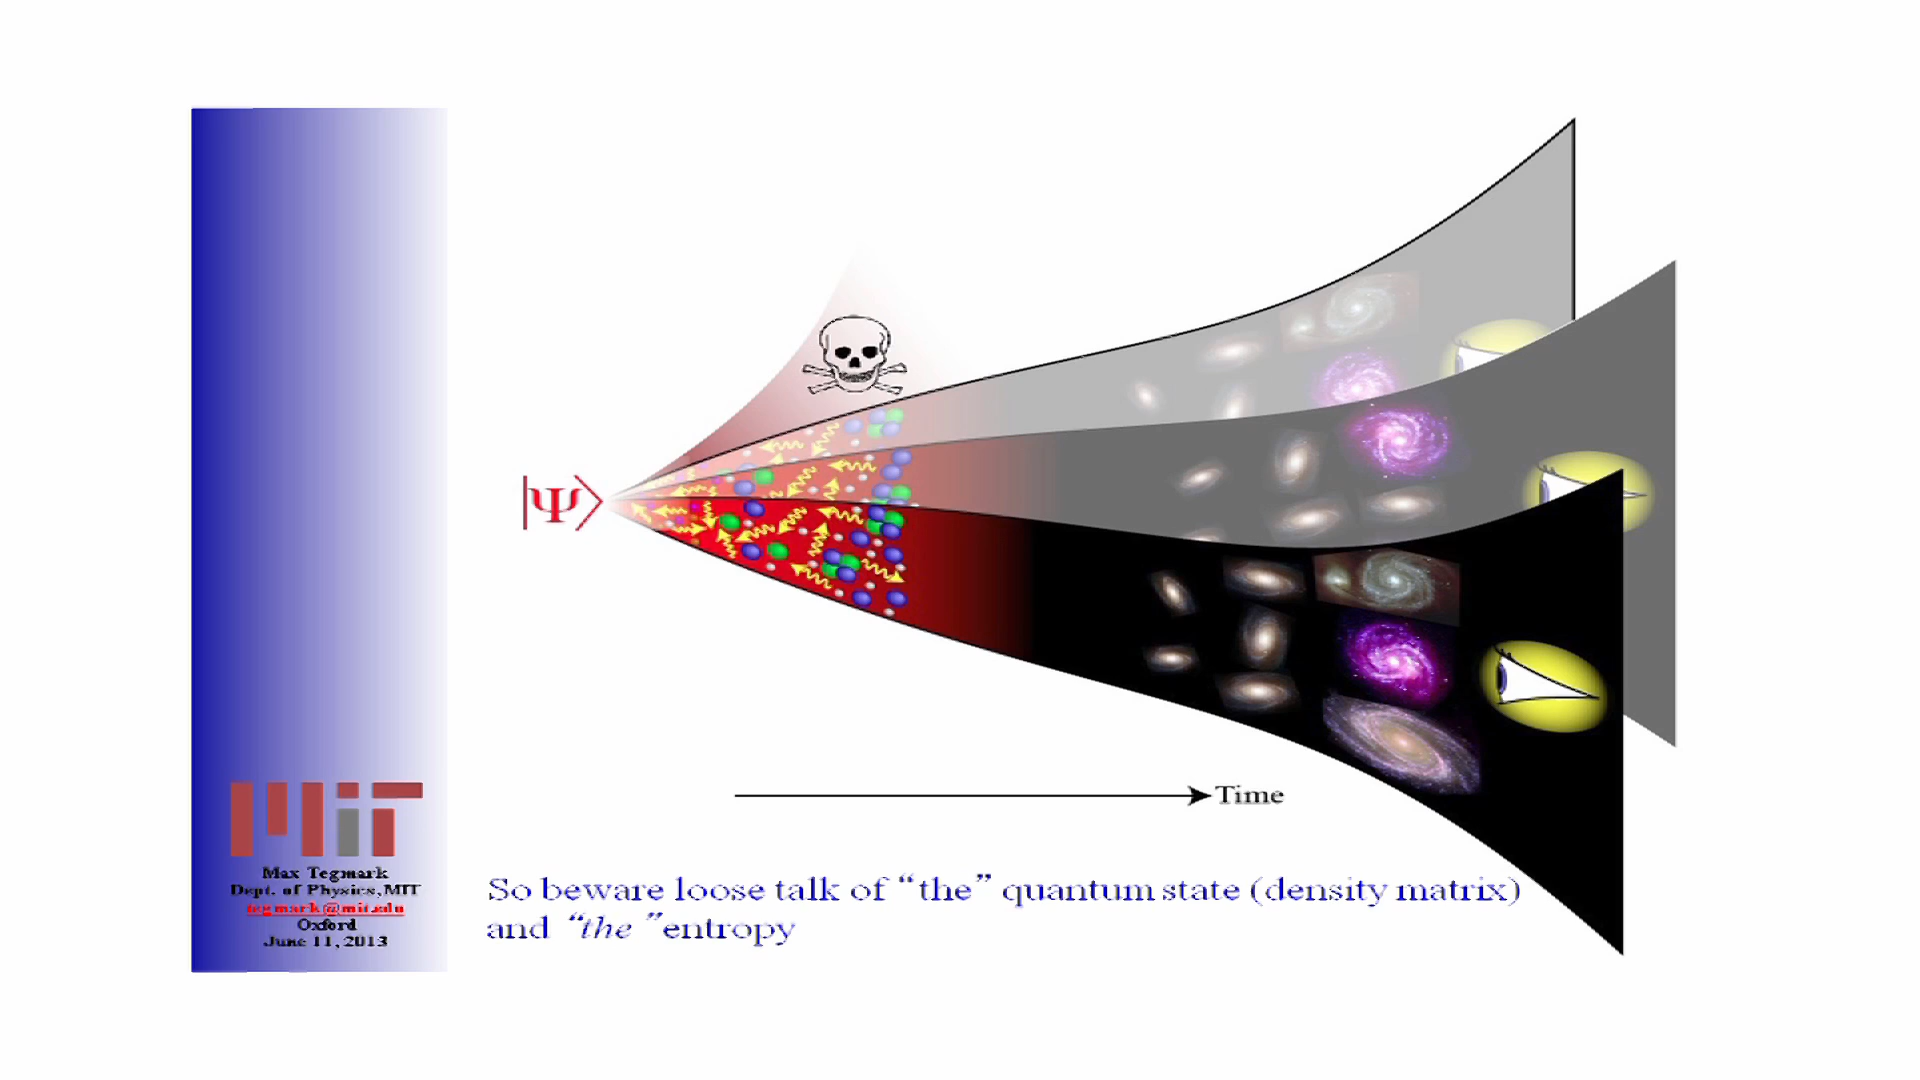 |Ψ⟩
Time
So beware loose talk of “the” quantum state (density matrix)
and “the ”entropy
MIT
Max Tegmark
Dept. of Physics, MIT
tegmark@mit.edu
Oxford
June 11, 2013